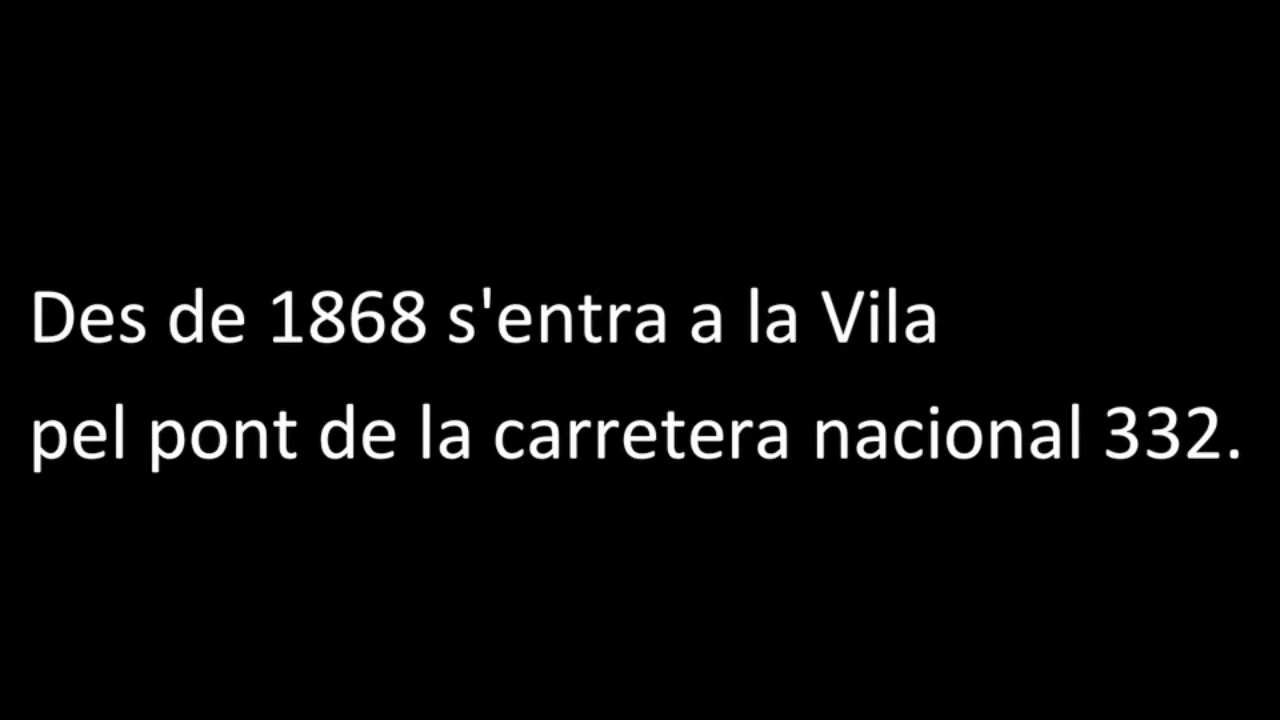 Des de 1868 s'entra a la Vila
pel pont de la carretera nacional 332.